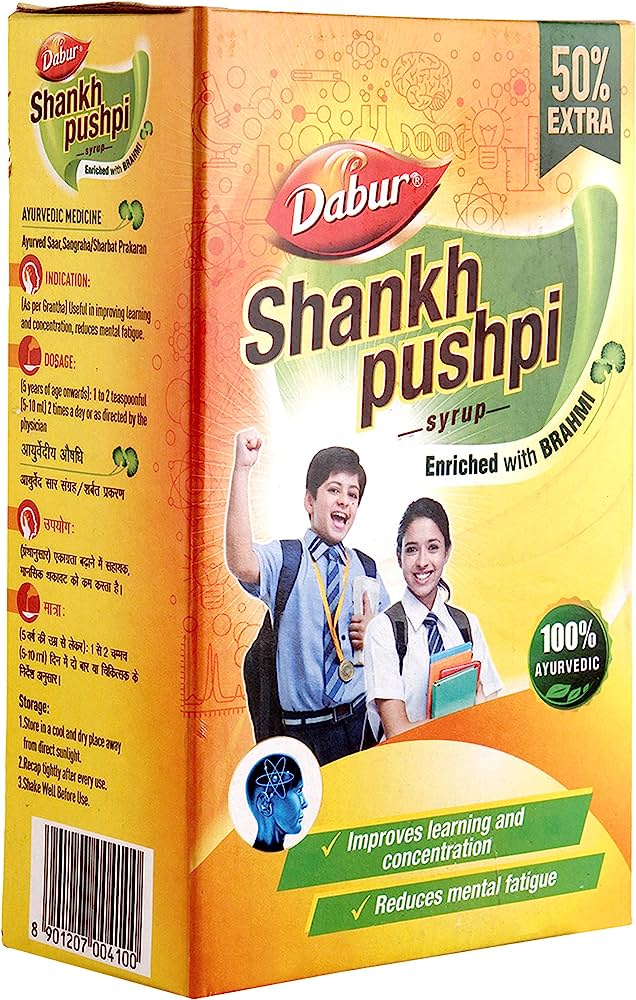 Dabur
Shankh
pushpi
syrup
Enriched with BRAHMI
AYURVEDIC MEDICINE
Ayurved Saar,Sangraha/Sharbat Prakaran
INDICATION:
(As per Grantha) Useful in improving learning
and concentration, reduces mental fatigue.
DOSAGE:
(5 years of age onwards): 1 to 2 teaspoonful
(5-10 ml) 2 times a day or as directed by the
physician
आयुर्वेदीय औषधि
आयुर्वेद सार संग्रह/शर्बत प्रकरण
उपयोग:
(ग्रंथानुसार) एकाग्रता बढ़ाने में सहायक,
मानसिक थकावट को कम करता है।
मात्रा:
(5 वर्ष की उम्र से लेकर): 1 से 2 चम्मच
(5-10 ml) दिन में दो बार या चिकित्सक के
निर्देश अनुसार।
Storage:
1.Store in a cool and dry place away
from direct sunlight.
2.Recap tightly after every use.
3.Shake Well Before Use.
8 901207 004100
50%
EXTRA
Dabur®
Shankh
pushpi
syrup
Enriched with BRAHMI
100%
AYURVEDIC
Improves learning and
concentration
Reduces mental fatigue